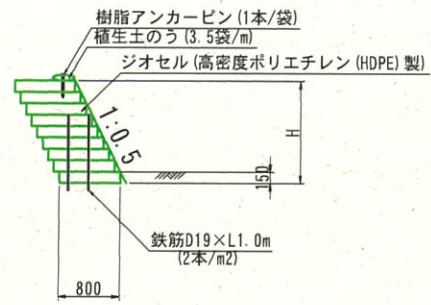 樹脂アンカーピン(1本/袋)
植生土のう(3.5袋/m)
ジオセル(高密度ポリエチレン(HDPE)製)
1:0.5
H
150
鉄筋D19×L1.0m
(2本/m2)
800